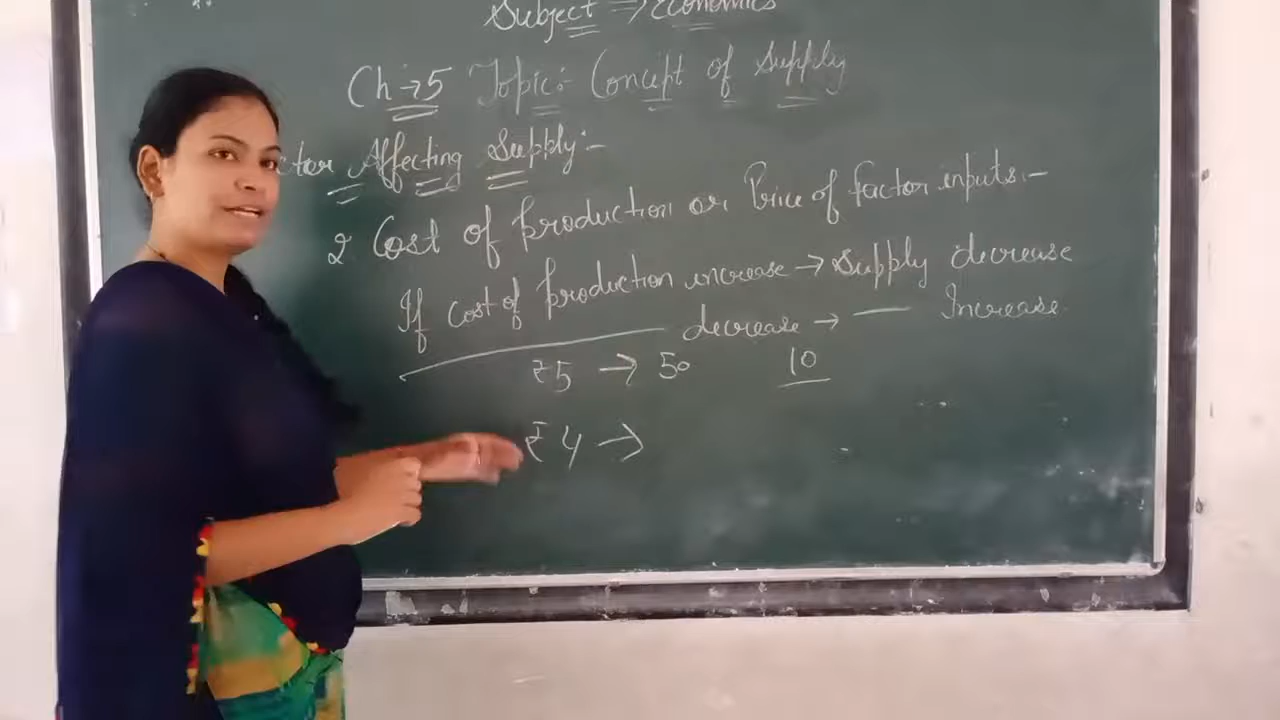 Subject → Economics
Ch → 5 Topic:- Concept of Supply
ctor Affecting Supply:-
2. Cost of production or Price of factor inputs:-
If cost of production increase → Supply decrease
decrease → — Increase
₹5 → 50 10
₹4 →